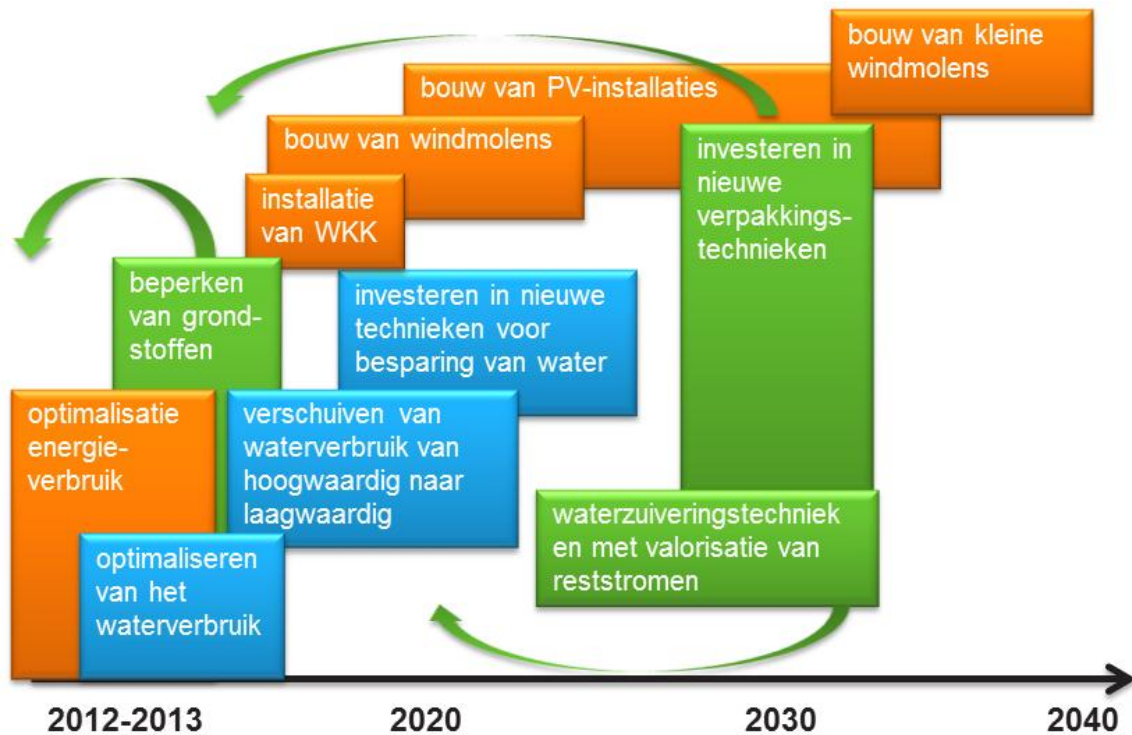 bouw van kleine
windmolens
bouw van PV-installaties
bouw van windmolens
investeren in
nieuwe
verpakkings-
technieken
installatie
van WKK
beperken
van grond-
stoffen
investeren in nieuwe
technieken voor
besparing van water
optimalisatie
energie-
verbruik
verschuiven van
waterverbruik van
hoogwaardig naar
laagwaardig
waterzuiveringstechniek
en met valorisatie van
reststromen
optimaliseren
van het
waterverbruik
2012-2013
2020
2030
2040